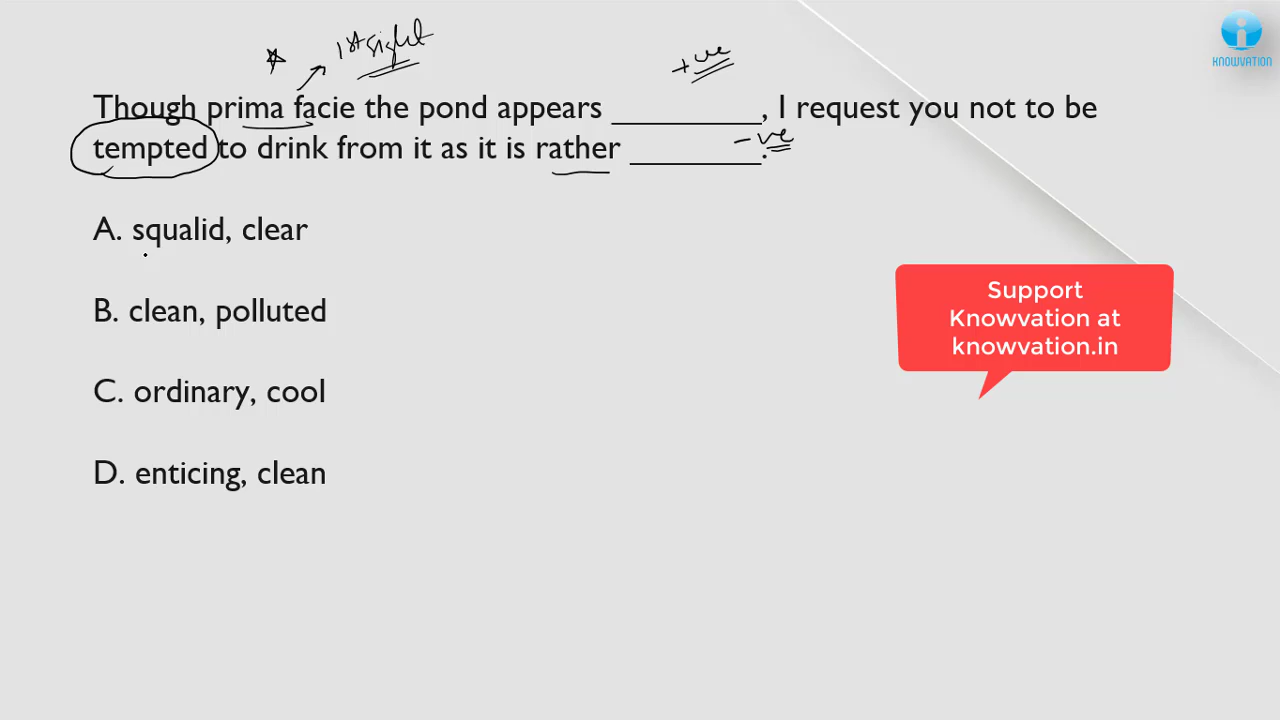 1st sight
+ve
KNOWVATION
Though prima facie the pond appears __________, I request you not to be
-ve
tempted to drink from it as it is rather _________.
A. squalid, clear
B. clean, polluted
C. ordinary, cool
D. enticing, clean
Support
Knowvation at
knowvation.in